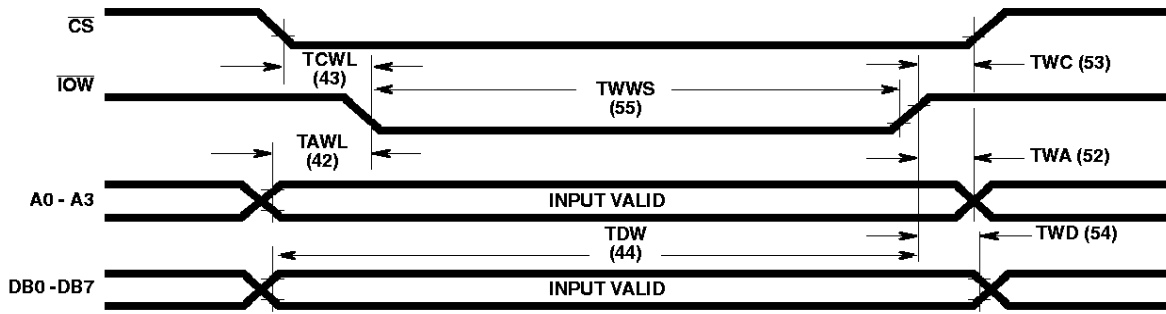 CS
TCWL
(43)
TWC (53)
IOW
TWWS
(55)
TAWL
(42)
TWA (52)
A0 - A3
INPUT VALID
TDW
(44)
TWD (54)
DB0 -DB7
INPUT VALID